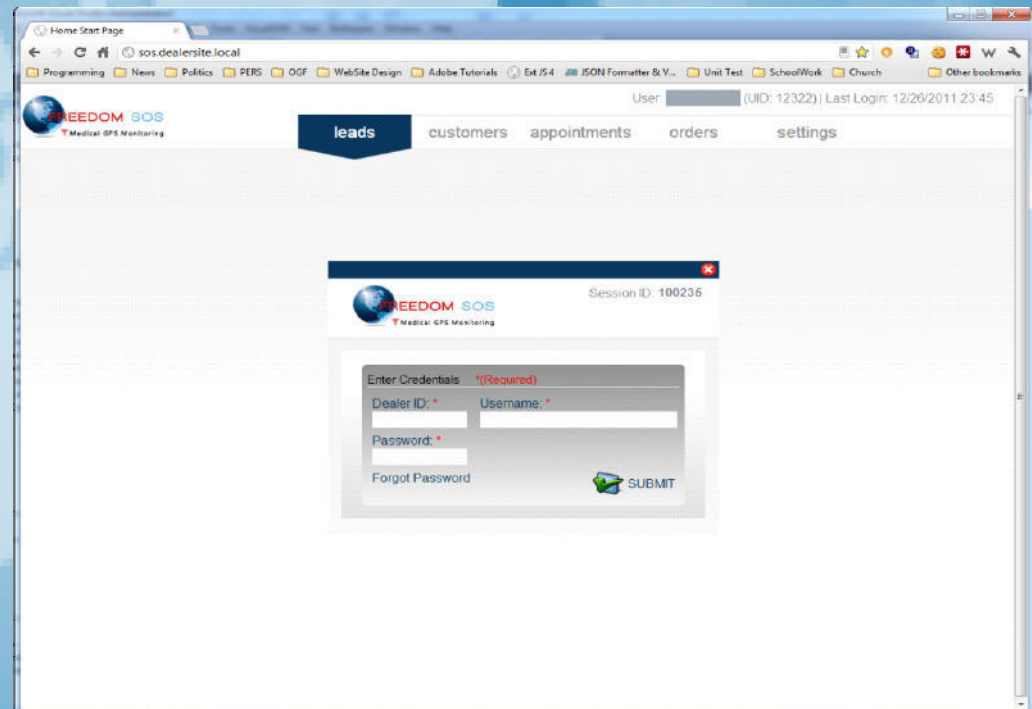 Home Start Page
sos.dealersite.local
Programming News Politics PERS OGF WebSite Design Adobe Tutorials Ext JS 4 JSON Formatter & V... Unit Test SchoolWork Church Other bookmarks
User: (UID: 12322) | Last Login: 12/26/2011 23:45
FREEDOM SOS
Medical GPS Monitoring
leads customers appointments orders settings
Session ID: 100235
FREEDOM SOS
Medical GPS Monitoring
Enter Credentials *(Required)
Dealer ID: * Username: *
Password: *
Forgot Password
SUBMIT